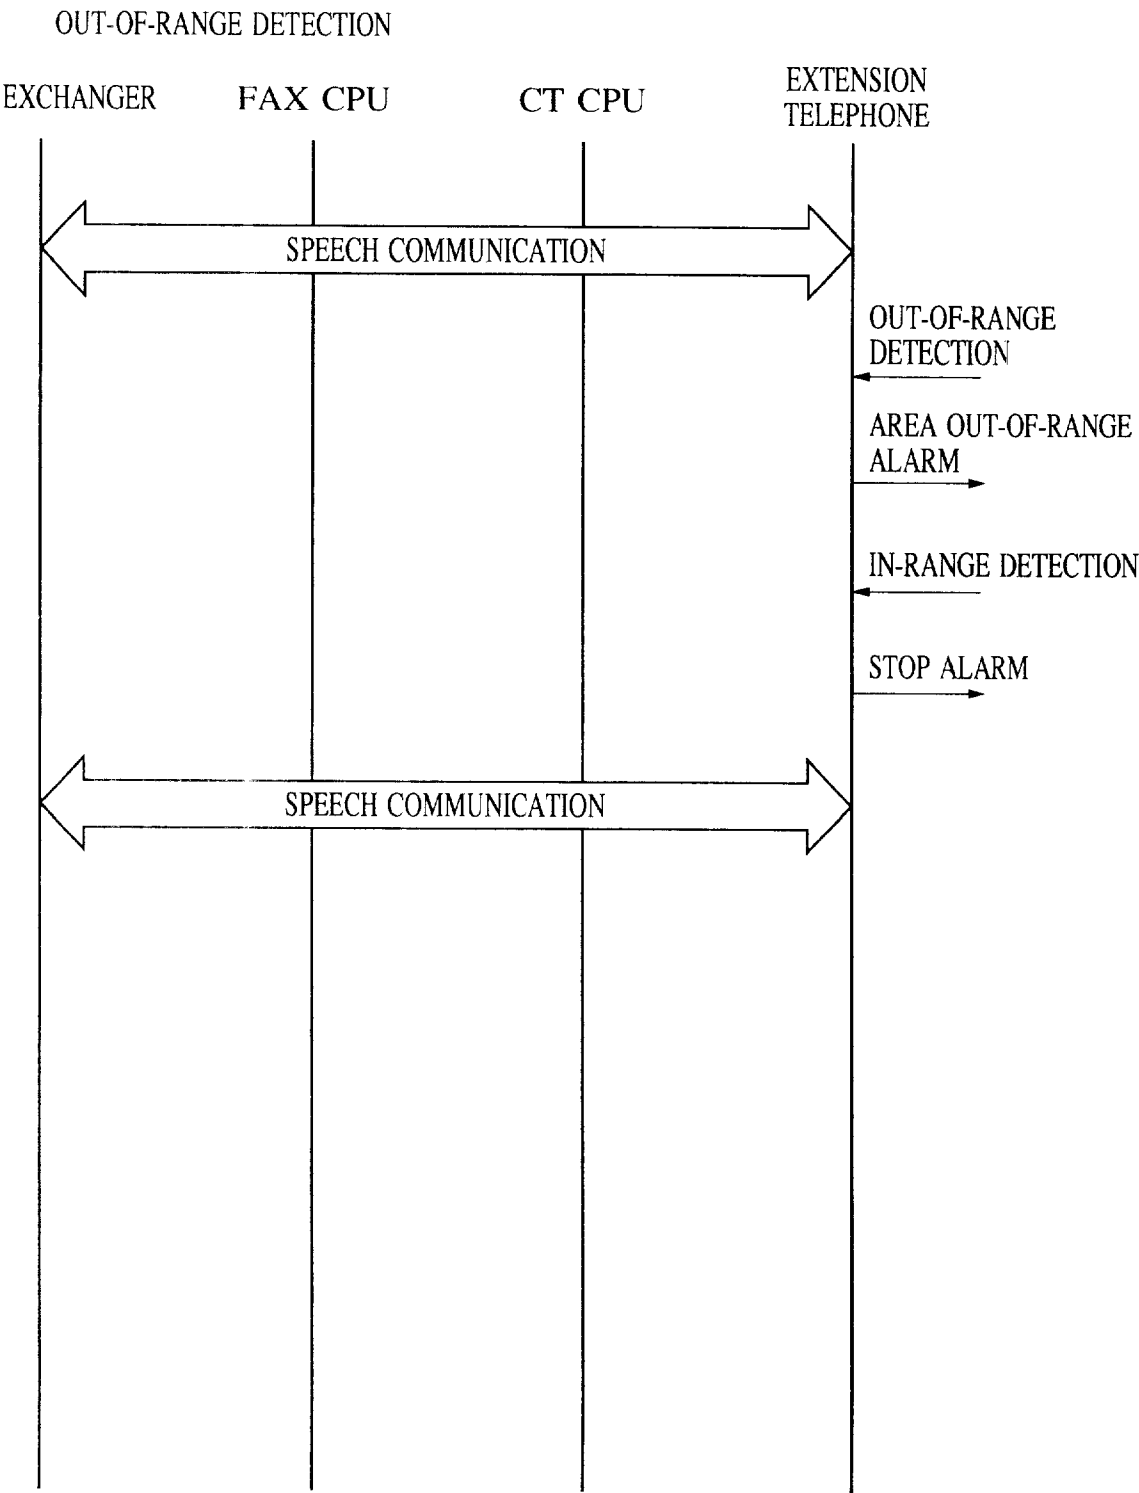 OUT-OF-RANGE DETECTION
EXCHANGER
FAX CPU
CT CPU
EXTENSION
TELEPHONE
SPEECH COMMUNICATION
OUT-OF-RANGE
DETECTION
AREA OUT-OF-RANGE
ALARM
IN-RANGE DETECTION
STOP ALARM
SPEECH COMMUNICATION